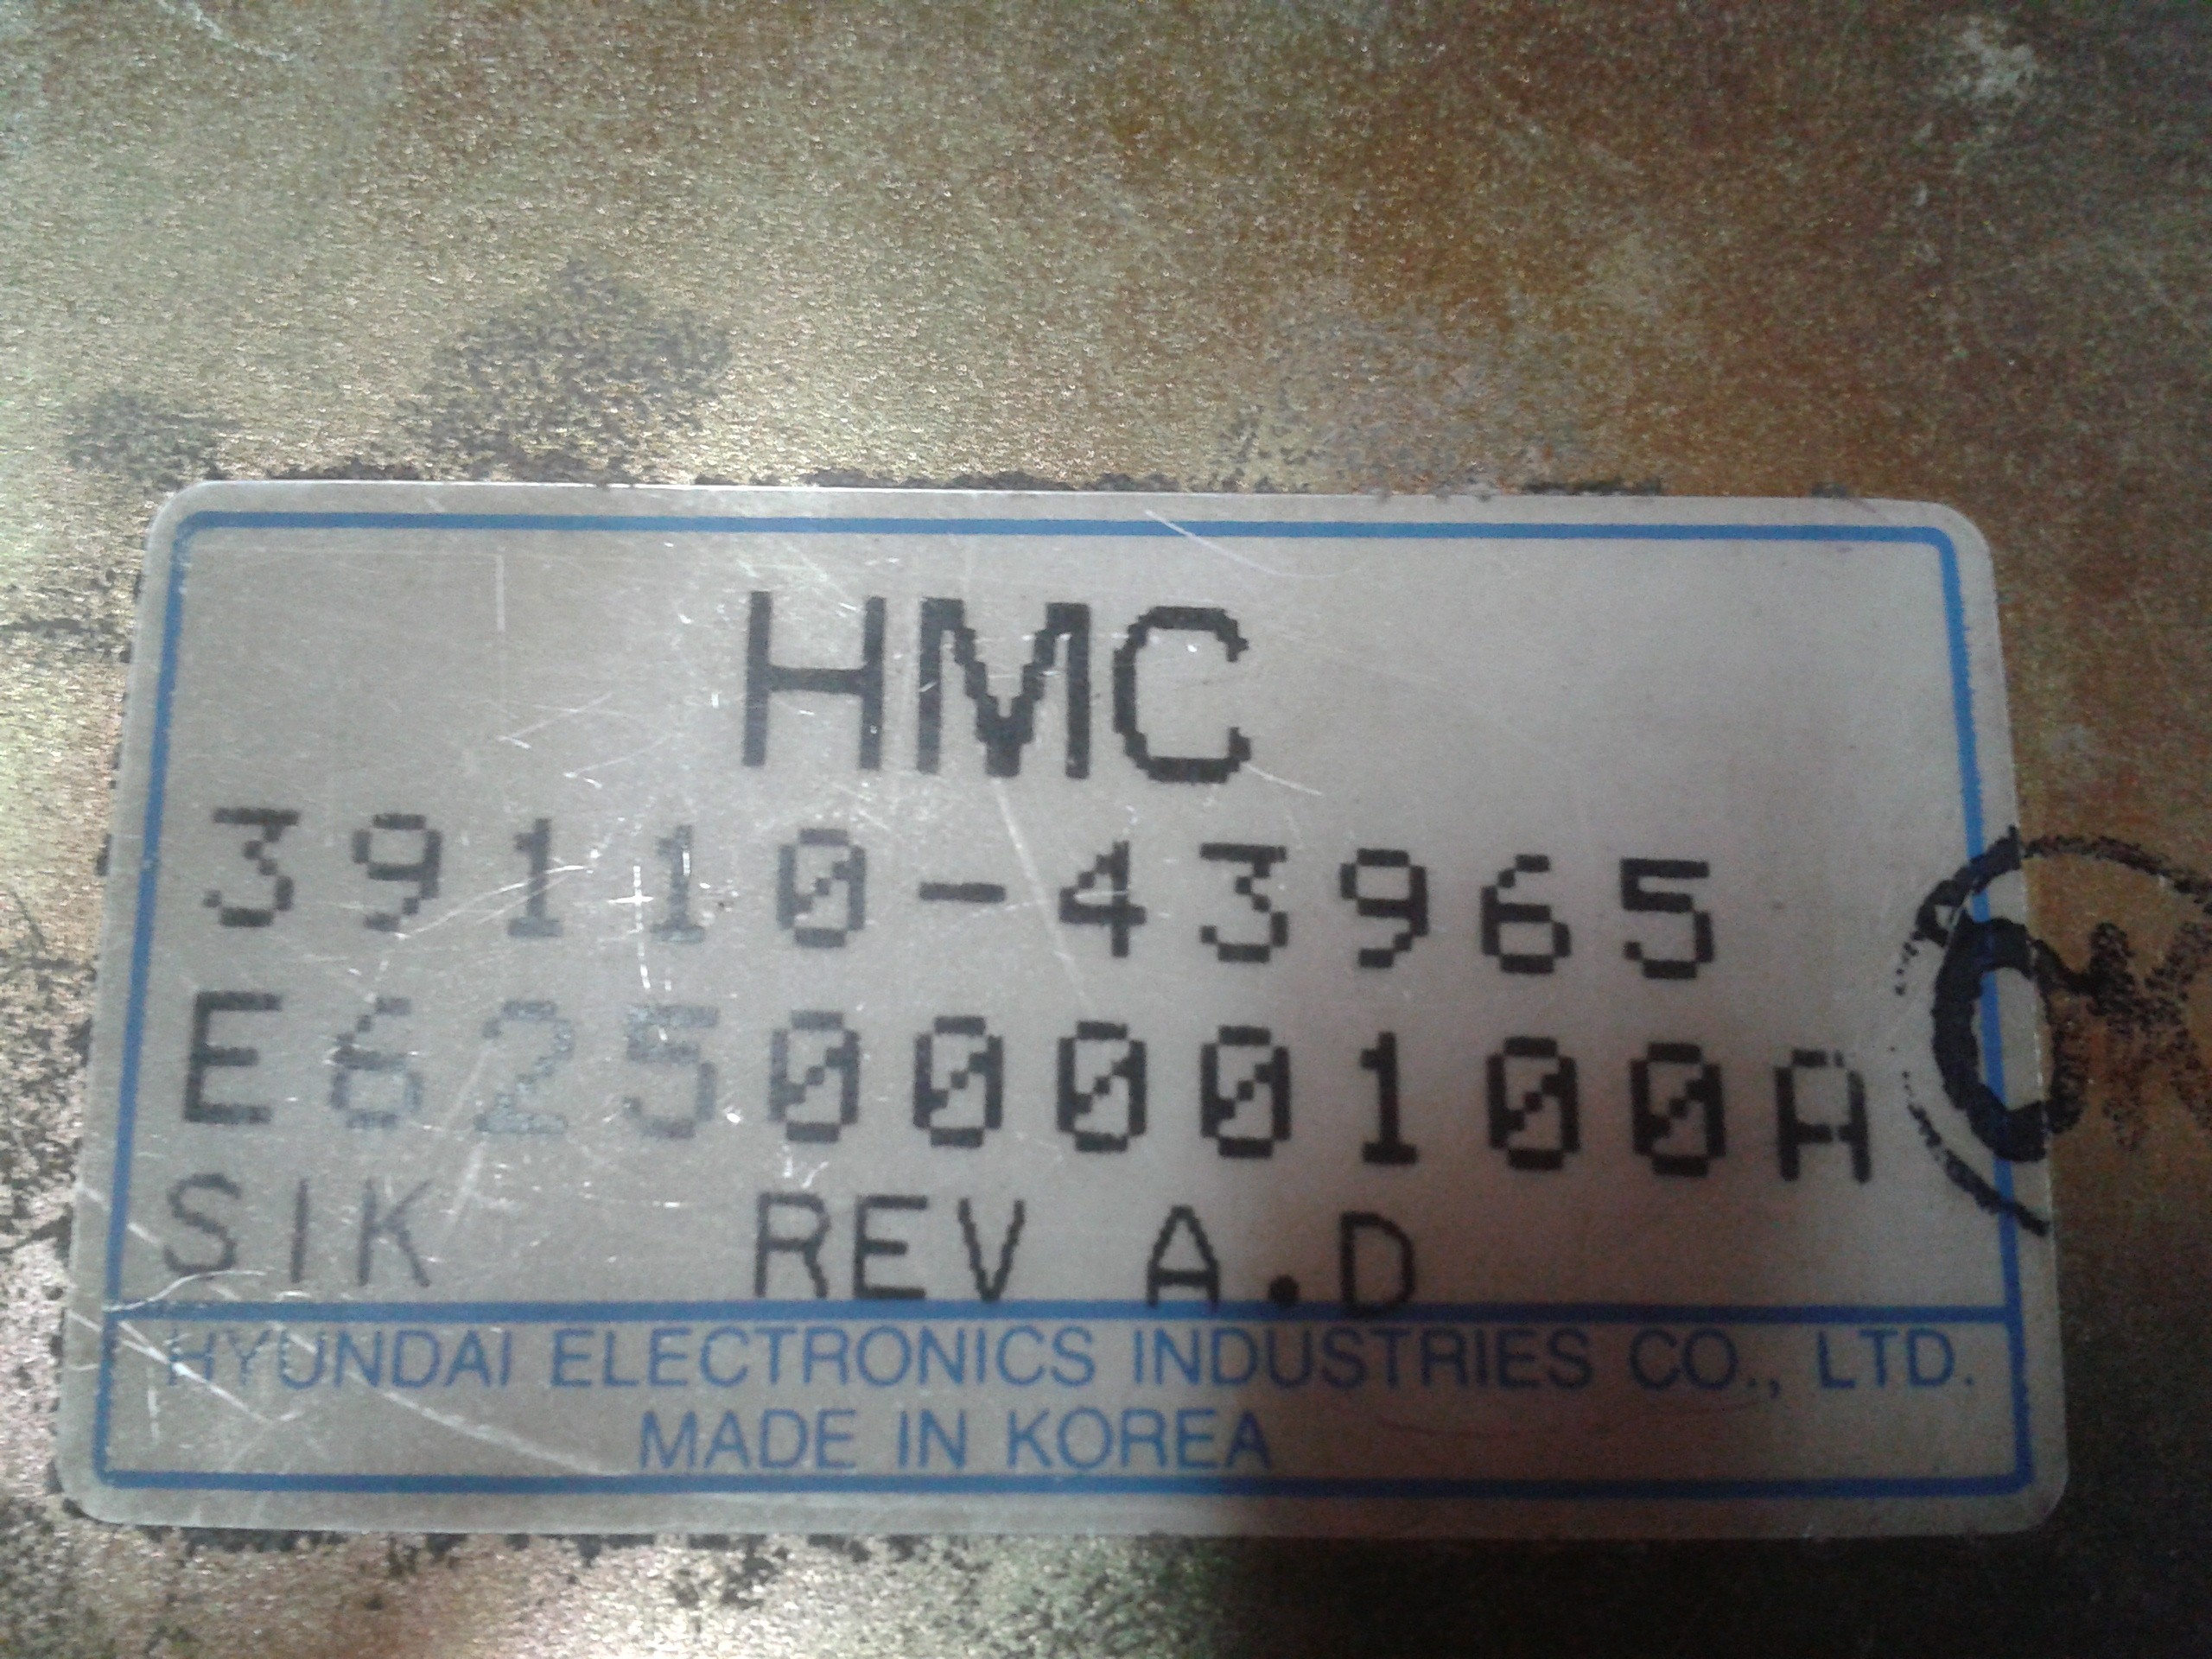 HMC
39110-43965
E6250000100A
SIK REV A.D
HYUNDAI ELECTRONICS INDUSTRIES CO., LTD.
MADE IN KOREA